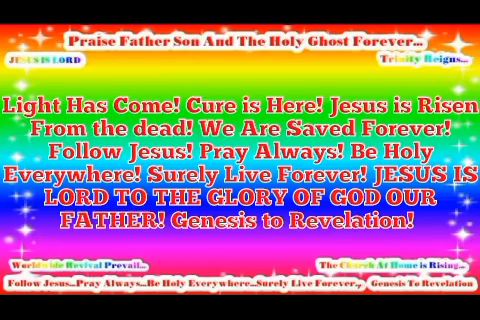 Praise Father Son And The Holy Ghost Forever...
JESUS IS LORD
Trinity Reigns...
Light Has Come! Cure is Here! Jesus is Risen
From the dead! We Are Saved Forever!
Follow Jesus! Pray Always! Be Holy
Everywhere! Surely Live Forever! JESUS IS
LORD TO THE GLORY OF GOD OUR
FATHER! Genesis to Revelation!
Worldwide Revival Prevail...
The Church At Home is Rising...
Follow Jesus...Pray Always...Be Holy Everywhere...Surely Live Forever...
Genesis To Revelation